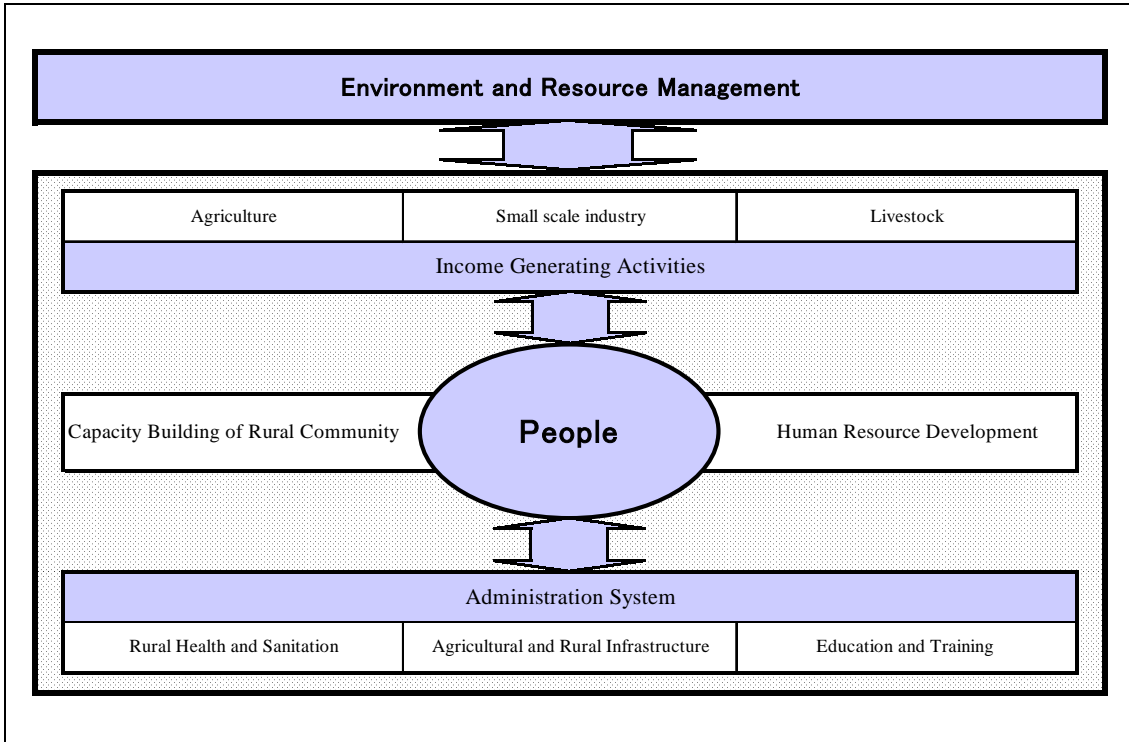 Environment and Resource Management
Agriculture
Small scale industry
Livestock
Income Generating Activities
Capacity Building of Rural Community
People
Human Resource Development
Administration System
Rural Health and Sanitation
Agricultural and Rural Infrastructure
Education and Training